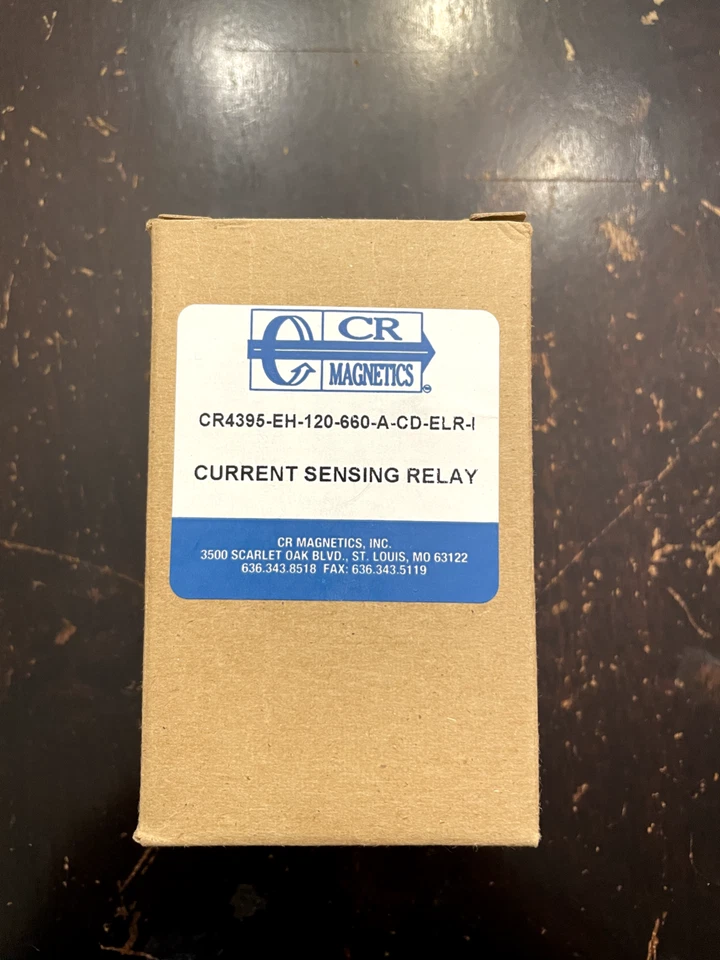 CR
MAGNETICS
®
CR4395-EH-120-660-A-CD-ELR-I
CURRENT SENSING RELAY
CR MAGNETICS, INC.
3500 SCARLET OAK BLVD., ST. LOUIS, MO 63122
636.343.8518 FAX: 636.343.5119